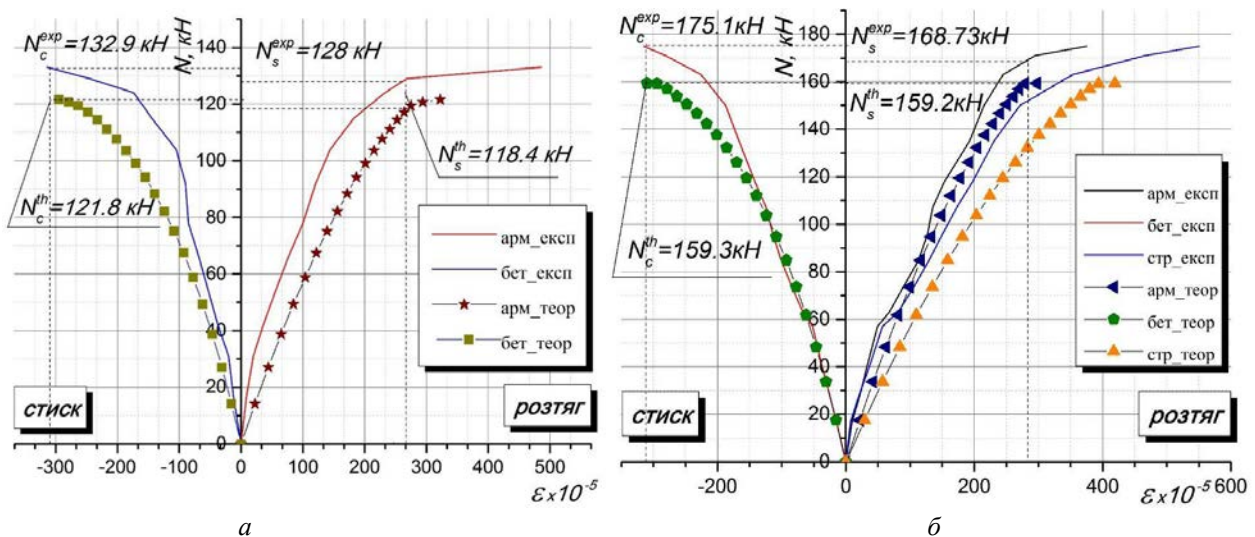 N_c^exp=132.9 кН
N, кН
N_s^exp=128 кН
N_s^th=118.4 кН
N_c^th=121.8 кН
140
120
100
80
60
40
20
0
арм_експ
бет_експ
арм_теор
бет_теор
стиск
розтяг
-300 -200 -100 0 100 200 300 400 500
ε x10^-5
а
N_c^exp=175.1кН
N, кН
N_s^exp=168.73кН
N_s^th=159.2кН
N_c^th=159.3кН
180
160
140
120
100
80
60
40
20
0
арм_експ
бет_експ
стр_експ
арм_теор
бет_теор
стр_теор
стиск
розтяг
-200 0 200 400 600
ε x10^-5
б